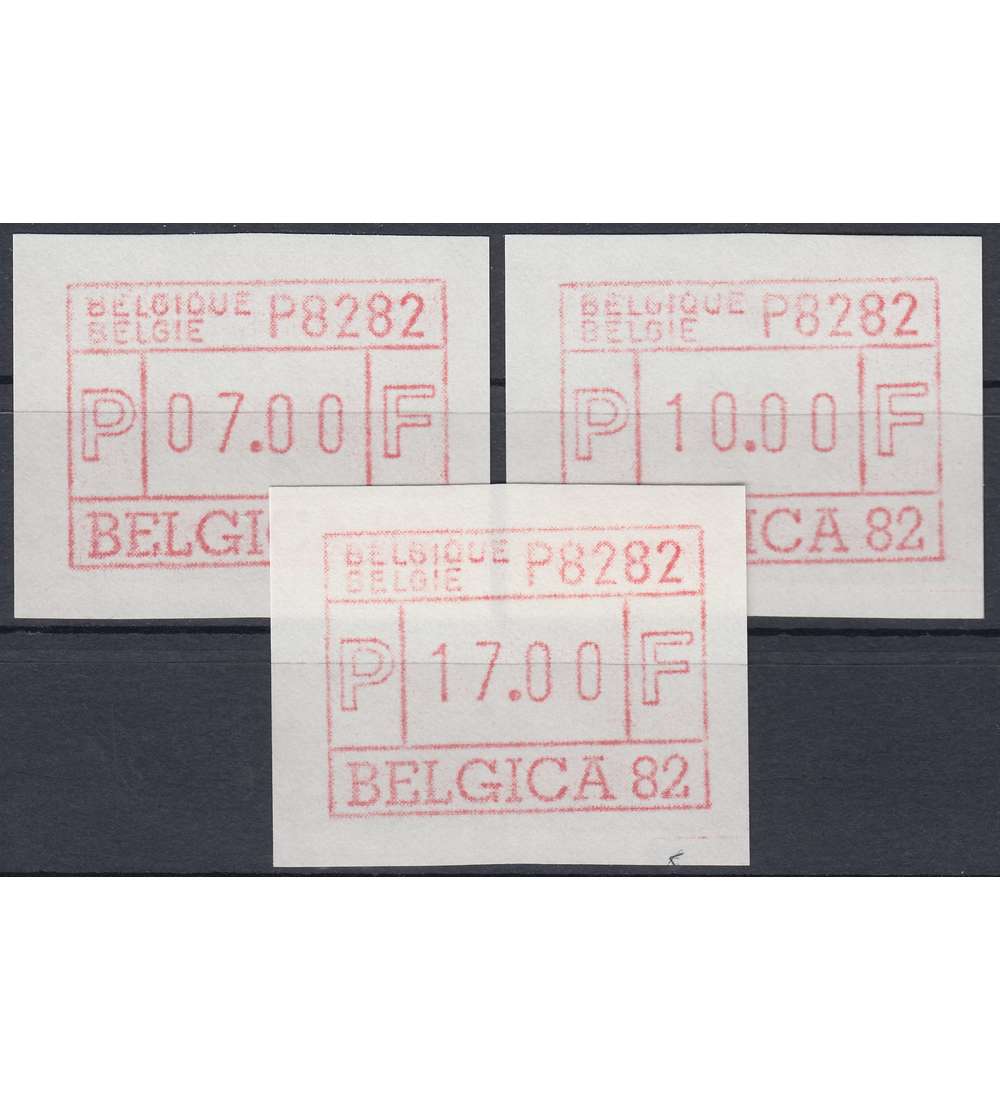 BELGIQUE
BELGIE
P8282
P 07.00 F
BELGI
BELGIQUE
BELGIE
P8282
P 10.00 F
ICA 82
BELGIQUE
BELGIE
P8282
P 17.00 F
BELGICA 82